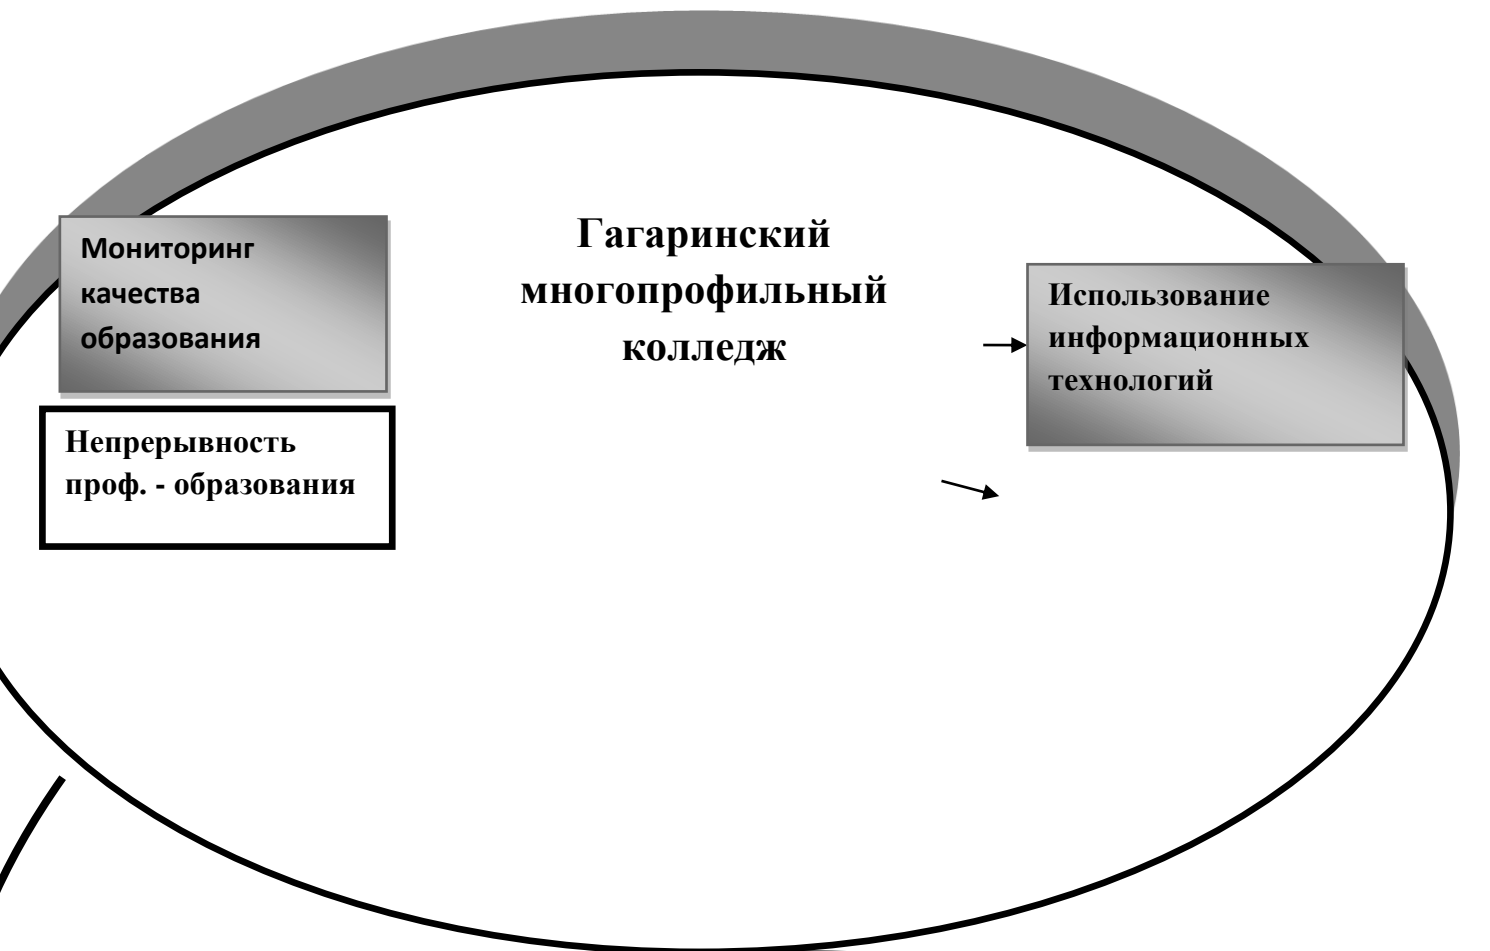 Мониторинг
качества
образования
Непрерывность
проф. - образования
Гагаринский
многопрофильный
колледж
Использование
информационных
технологий